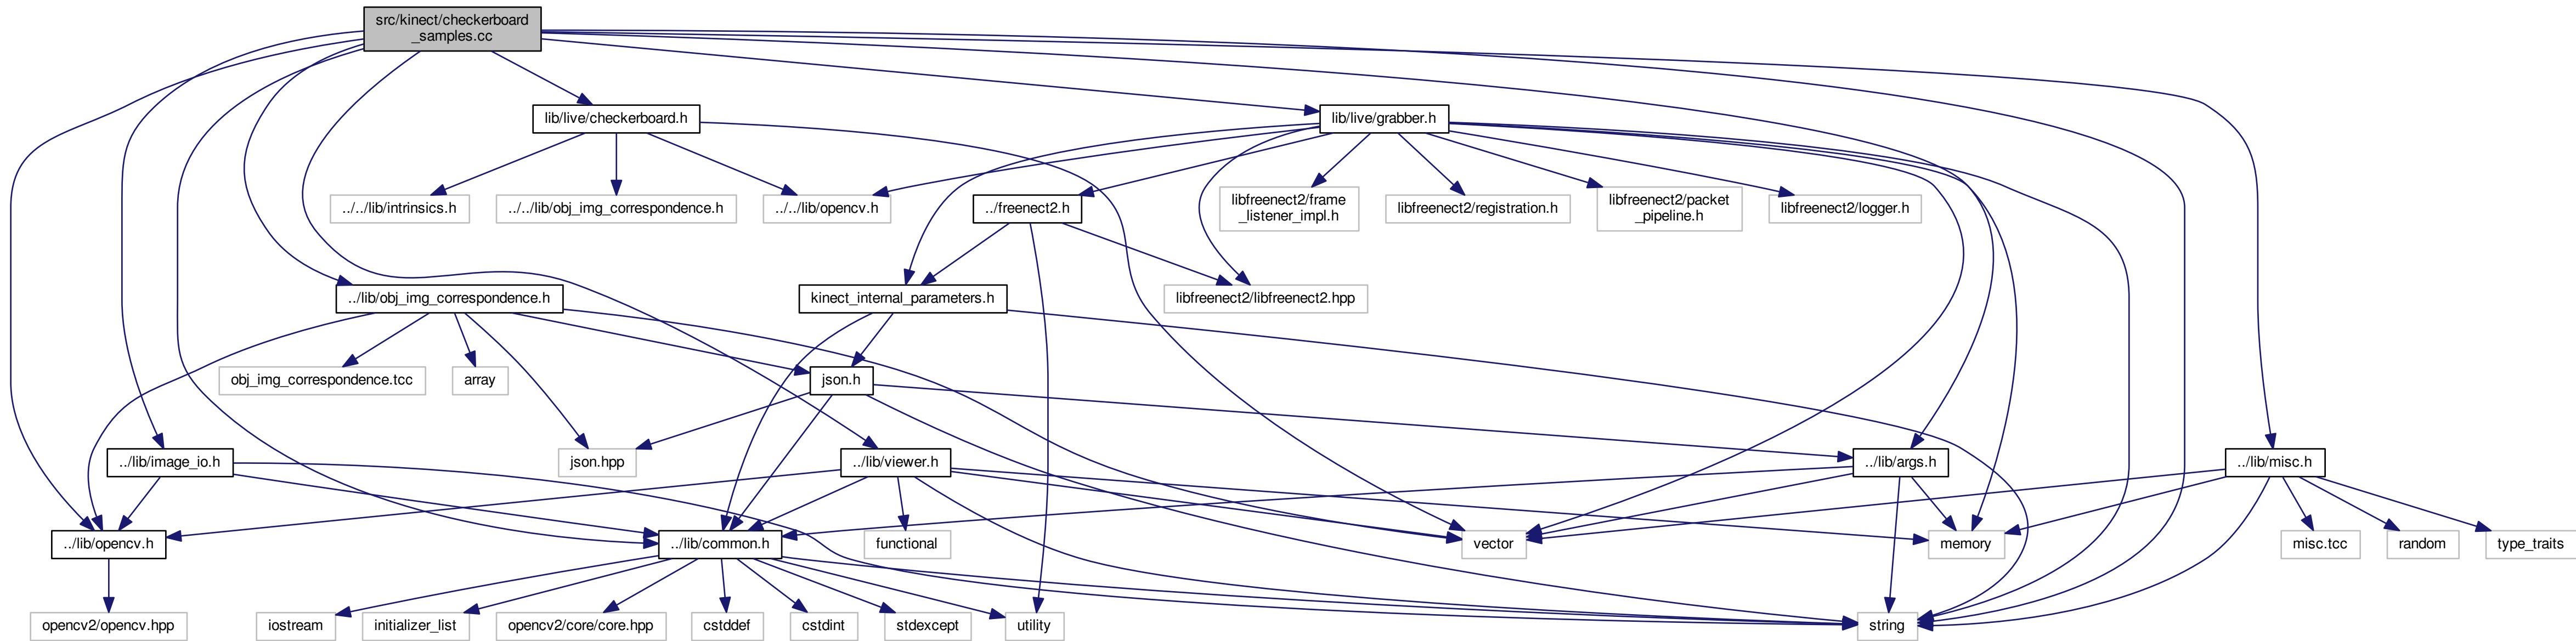 src/kinect/checkerboard
_samples.cc
lib/live/checkerboard.h
lib/live/grabber.h
../../lib/intrinsics.h
../../lib/obj_img_correspondence.h
../../lib/opencv.h
../freenect2.h
libfreenect2/frame
_listener_impl.h
libfreenect2/registration.h
libfreenect2/packet
_pipeline.h
libfreenect2/logger.h
../lib/obj_img_correspondence.h
kinect_internal_parameters.h
libfreenect2/libfreenect2.hpp
obj_img_correspondence.tcc
array
json.h
../lib/image_io.h
json.hpp
../lib/viewer.h
../lib/args.h
../lib/misc.h
../lib/opencv.h
../lib/common.h
functional
vector
memory
misc.tcc
random
type_traits
opencv2/opencv.hpp
iostream
initializer_list
opencv2/core/core.hpp
cstddef
cstdint
stdexcept
utility
string